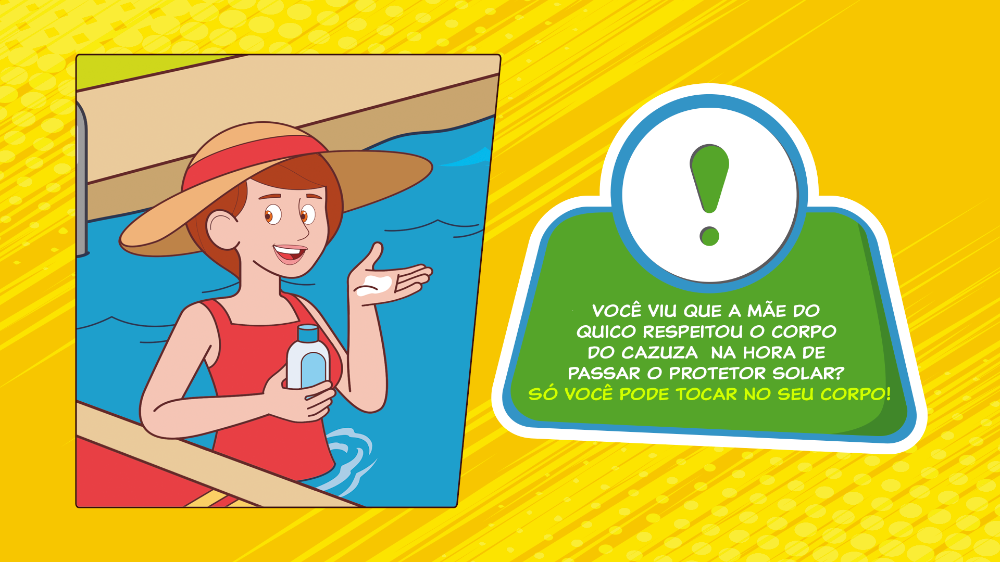 VOCÊ VIU QUE A MÃE DO
QUICO RESPEITOU O CORPO
DO CAZUZA NA HORA DE
PASSAR O PROTETOR SOLAR?
SÓ VOCÊ PODE TOCAR NO SEU CORPO!